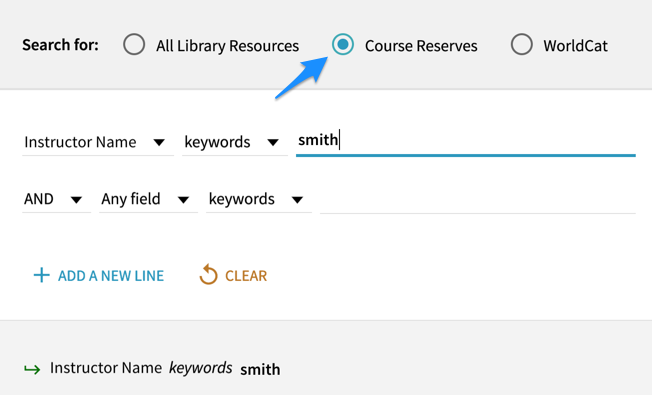 Search for: All Library Resources Course Reserves WorldCat
Instructor Name keywords smith
AND Any field keywords
ADD A NEW LINE CLEAR
Instructor Name keywords smith